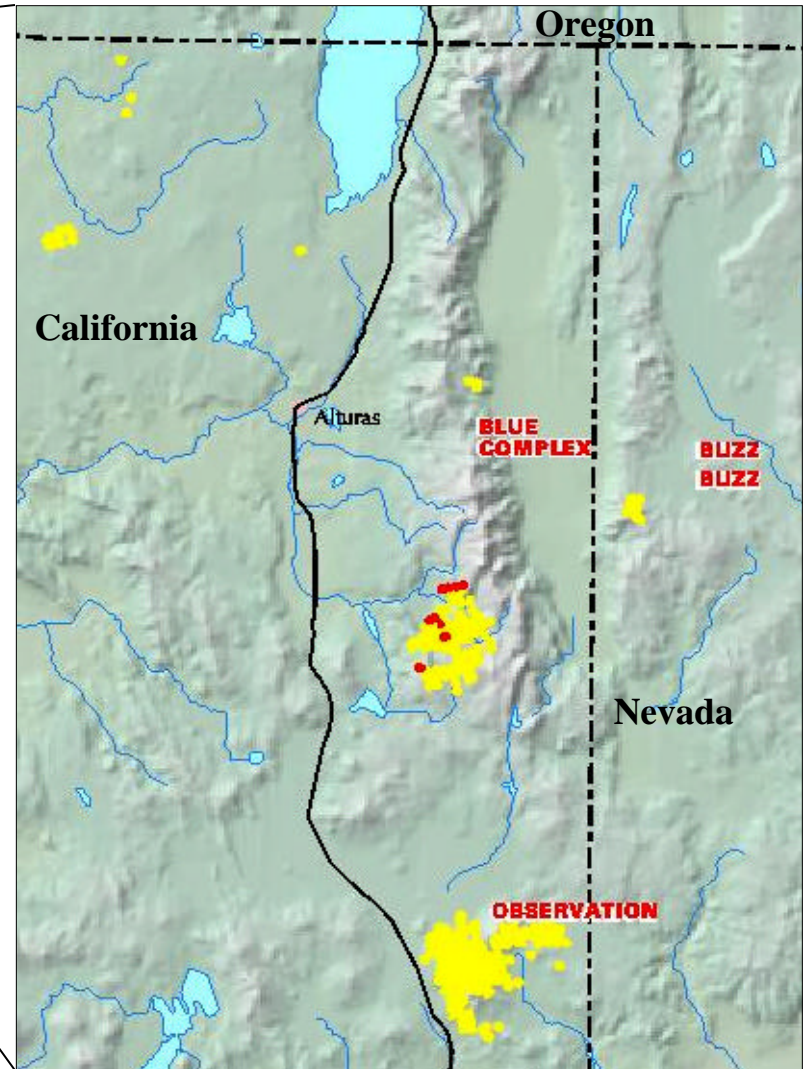 Oregon
California
Alturas
BLUE
COMPLEX
BUZZ
BUZZ
Nevada
OBSERVATION